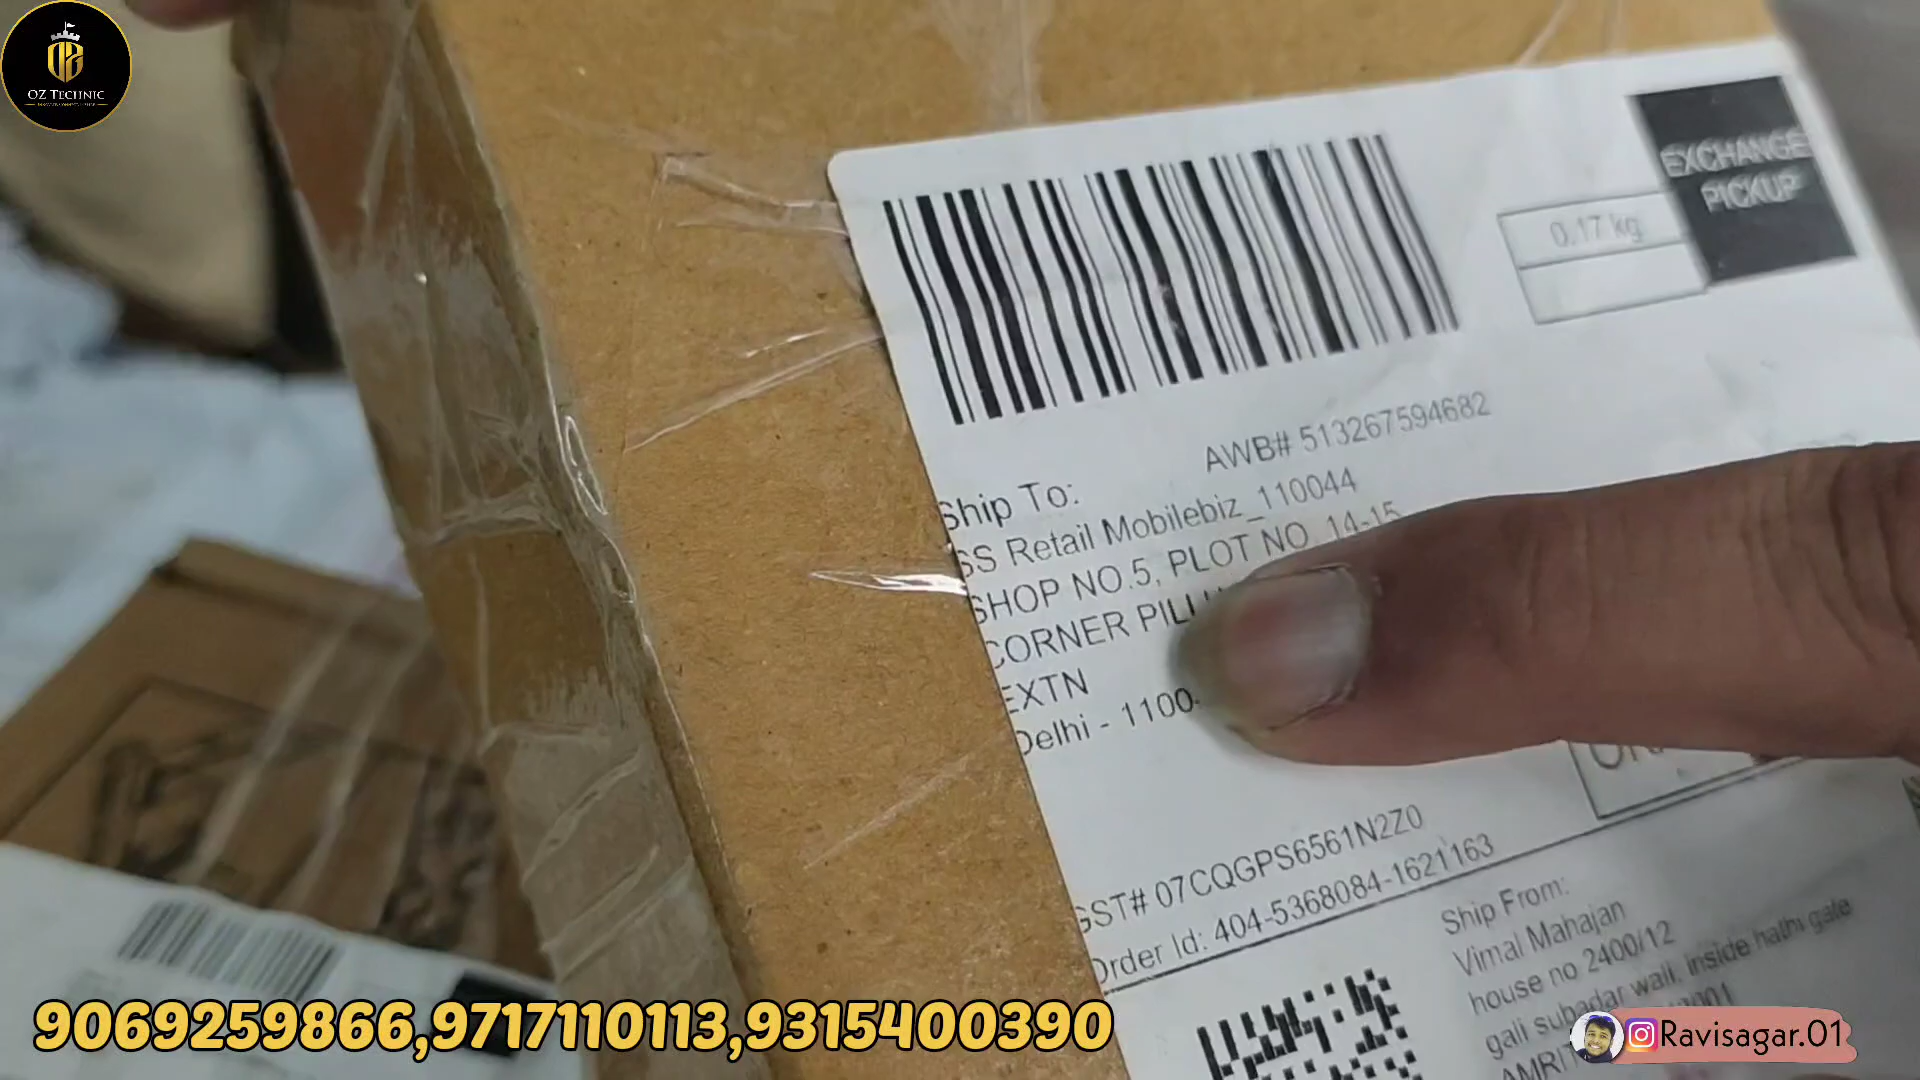 OZ TECHNIC
EXCHANGE
PICKUP
0.17 kg
AWB# 513267594682
Ship To:
SS Retail Mobilebiz_110044
SHOP NO.5, PLOT NO. 14-15
CORNER
EXTN
Delhi -
GST# 07CQGPS6561N2Z0
Order Id: 404-5368084-1621163
Ship From:
Vimal Mahajan
house no 2400/12
gali subadar wali, inside hathi gate
9069259866,9717110113,9315400390
Ravisagar.01